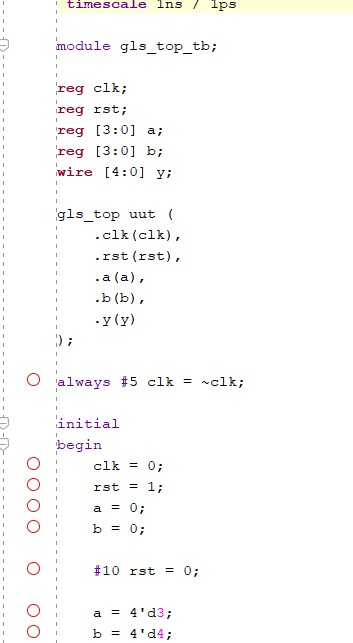 timescale 1ns / 1ps
module gls_top_tb;
reg clk;
reg rst;
reg [3:0] a;
reg [3:0] b;
wire [4:0] y;
gls_top uut (
.clk(clk),
.rst(rst),
.a(a),
.b(b),
.y(y)
);
always #5 clk = ~clk;
initial
begin
clk = 0;
rst = 1;
a = 0;
b = 0;
#10 rst = 0;
a = 4'd3;
b = 4'd4;